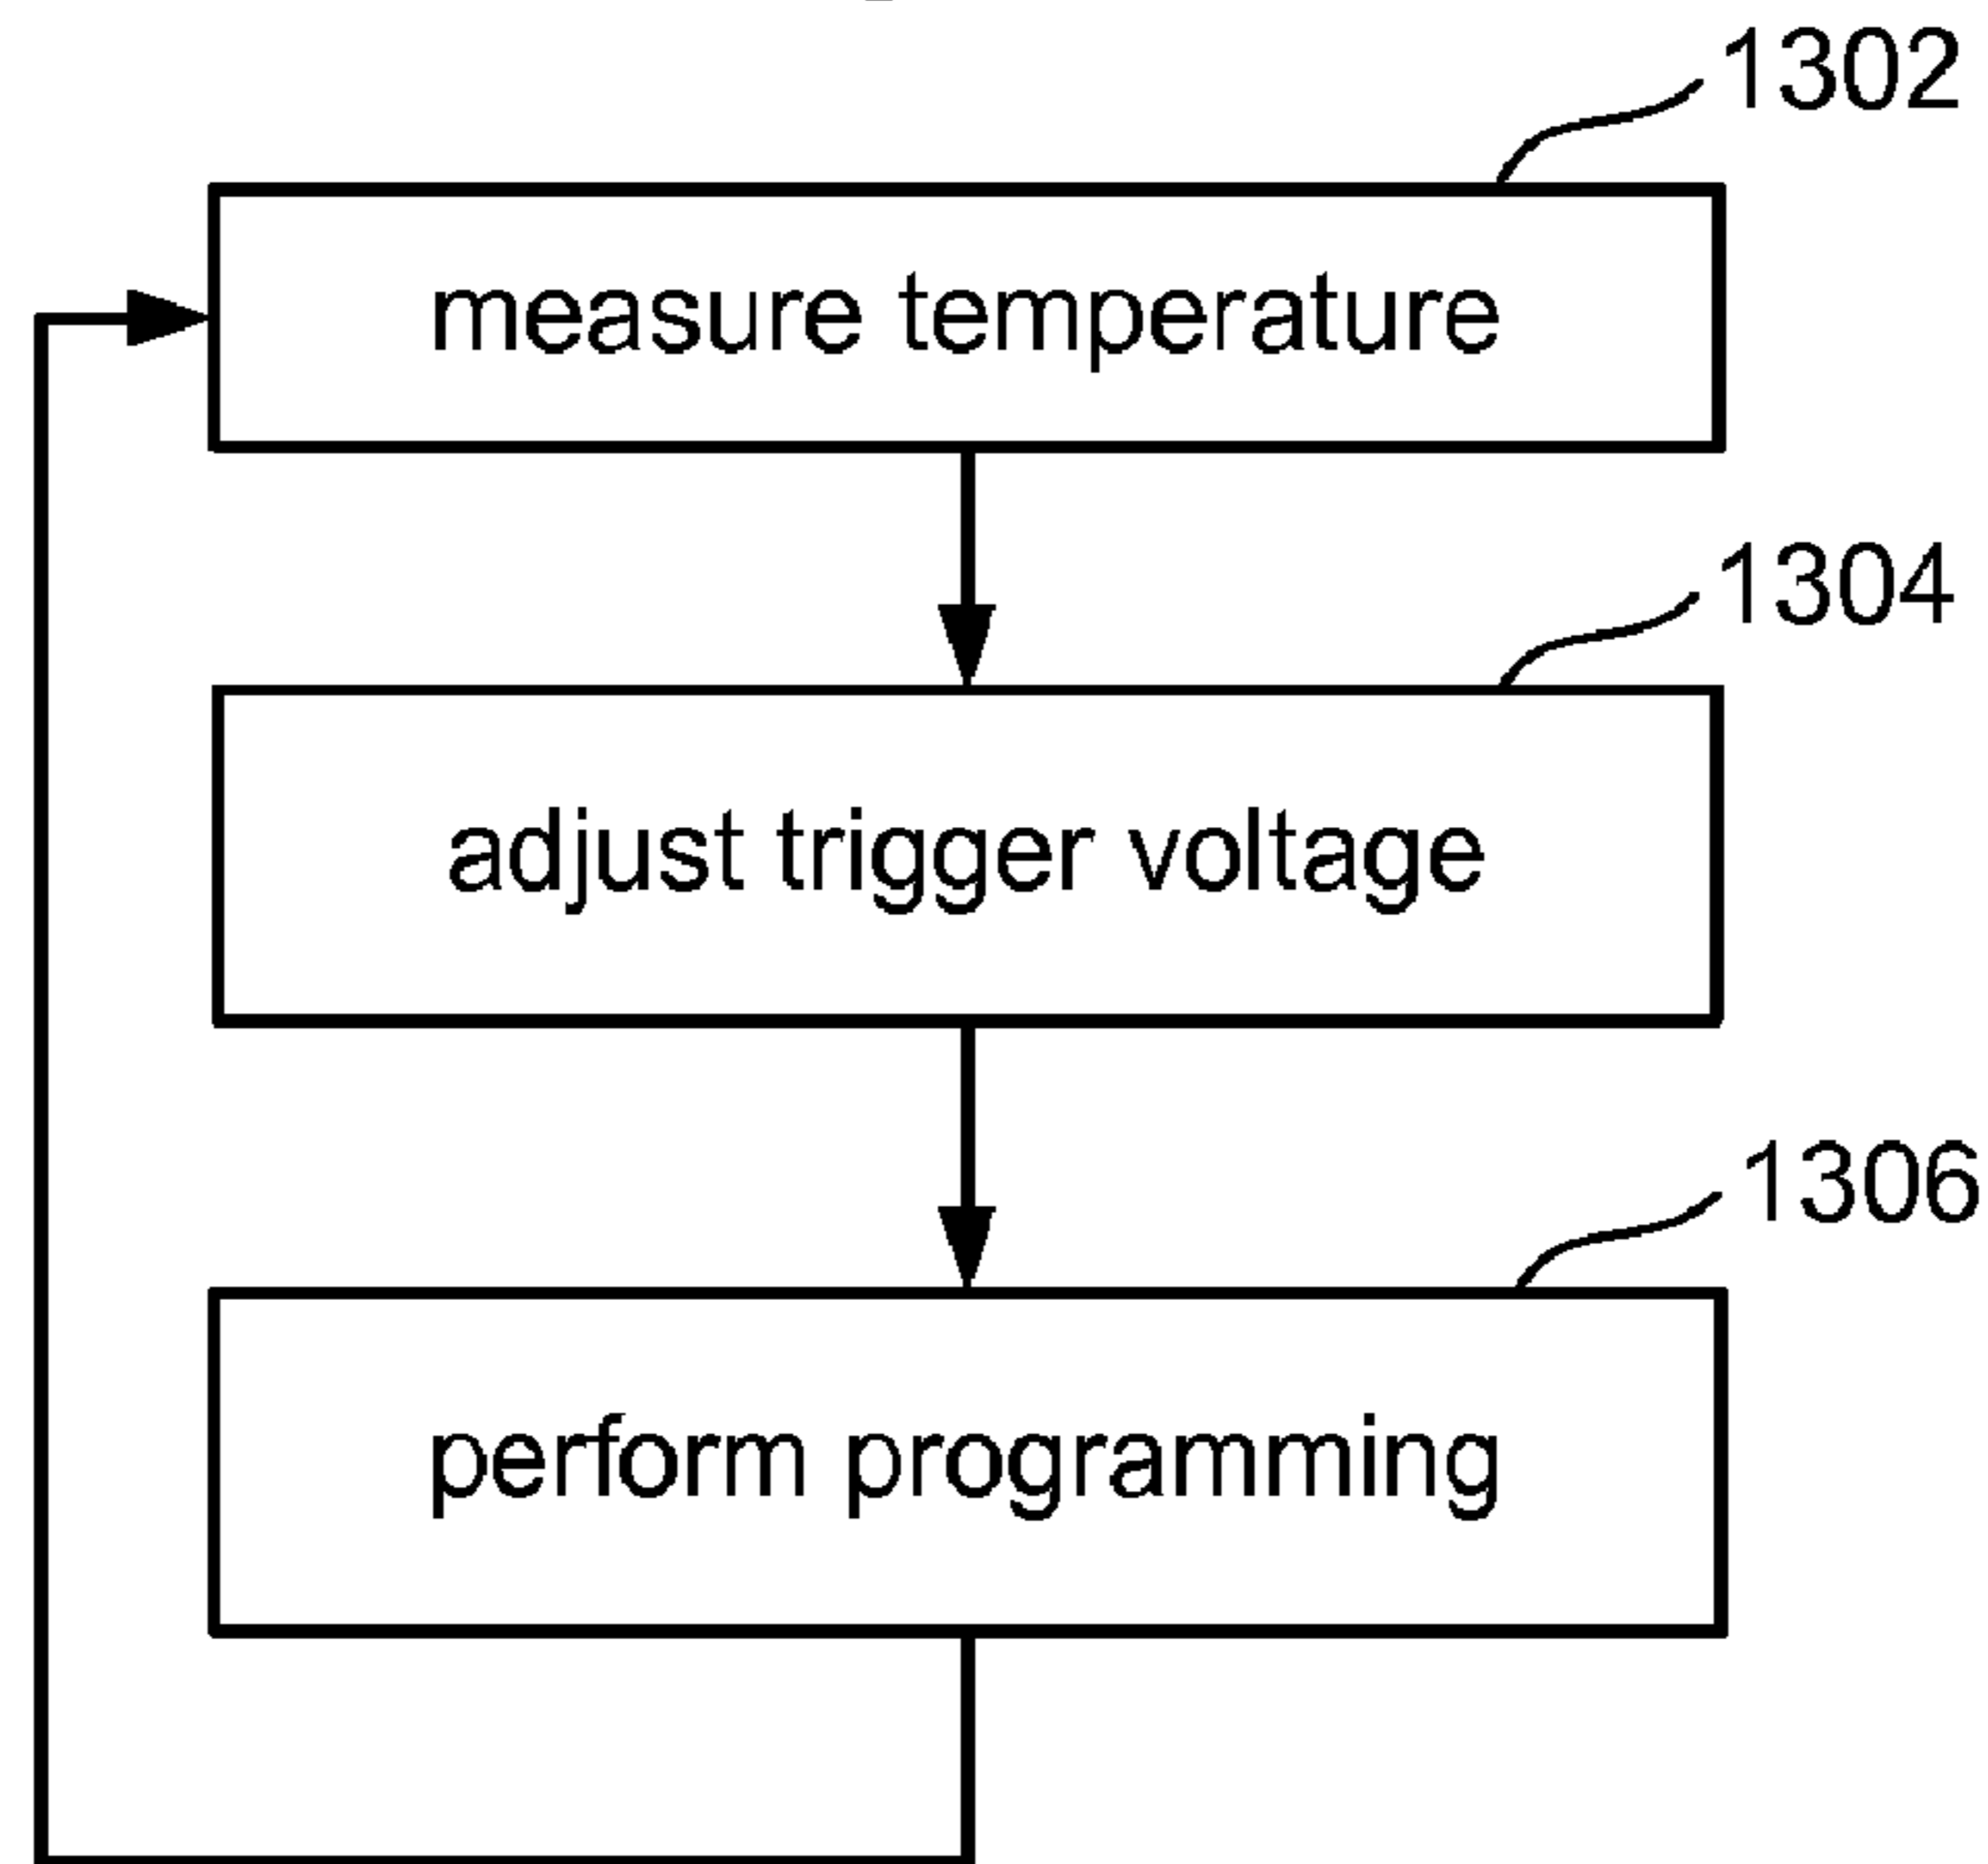 1302
measure temperature
1304
adjust trigger voltage
1306
perform programming